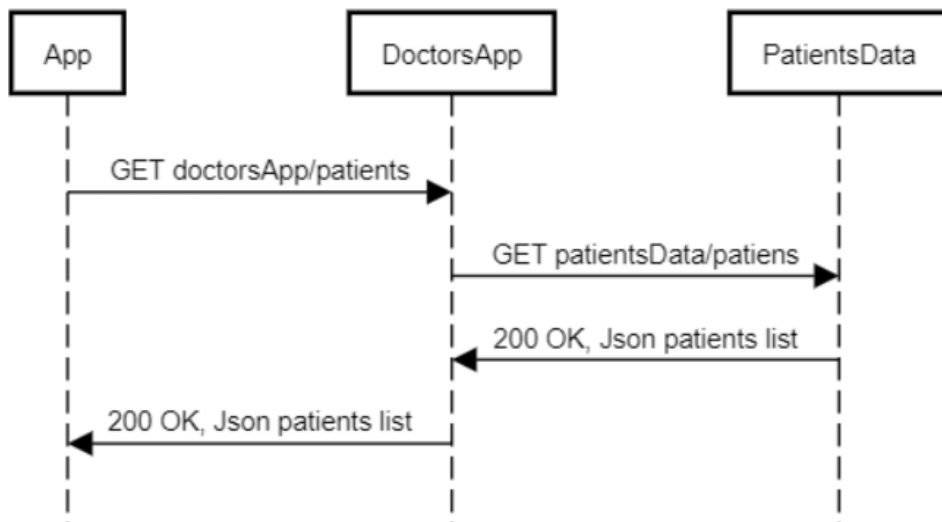 App
DoctorsApp
PatientsData
GET doctorsApp/patients
GET patientsData/patiens
200 OK, Json patients list
200 OK, Json patients list